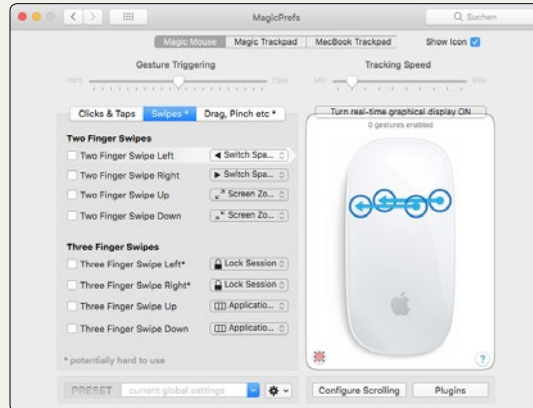 MagicPrefs
Suchen
Magic Mouse Magic Trackpad MacBook Trackpad Show Icon
Gesture Triggering Tracking Speed
Hard Easy Min Max
Clicks & Taps Swipes * Drag, Pinch etc * Turn real-time graphical display ON
0 gestures enabled
Two Finger Swipes
Two Finger Swipe Left Switch Spa...
Two Finger Swipe Right Switch Spa...
Two Finger Swipe Up Screen Zo...
Two Finger Swipe Down Screen Zo...
Three Finger Swipes
Three Finger Swipe Left* Lock Session
Three Finger Swipe Right* Lock Session
Three Finger Swipe Up Applicatio...
Three Finger Swipe Down Applicatio...
* potentially hard to use
?
PRESET current global settings Configure Scrolling Plugins